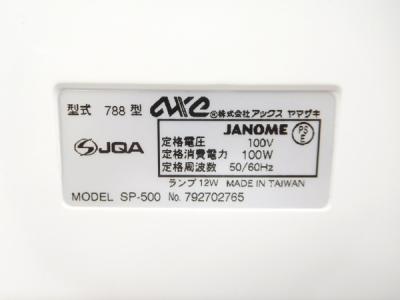 型式 788 型 axe ®株式会社アックス ヤマザキ
JQA
JANOME PS E
定格電圧 100V
定格消費電力 100W
定格周波数 50/60Hz
ランプ 12W MADE IN TAIWAN
MODEL SP-500 No. 792702765